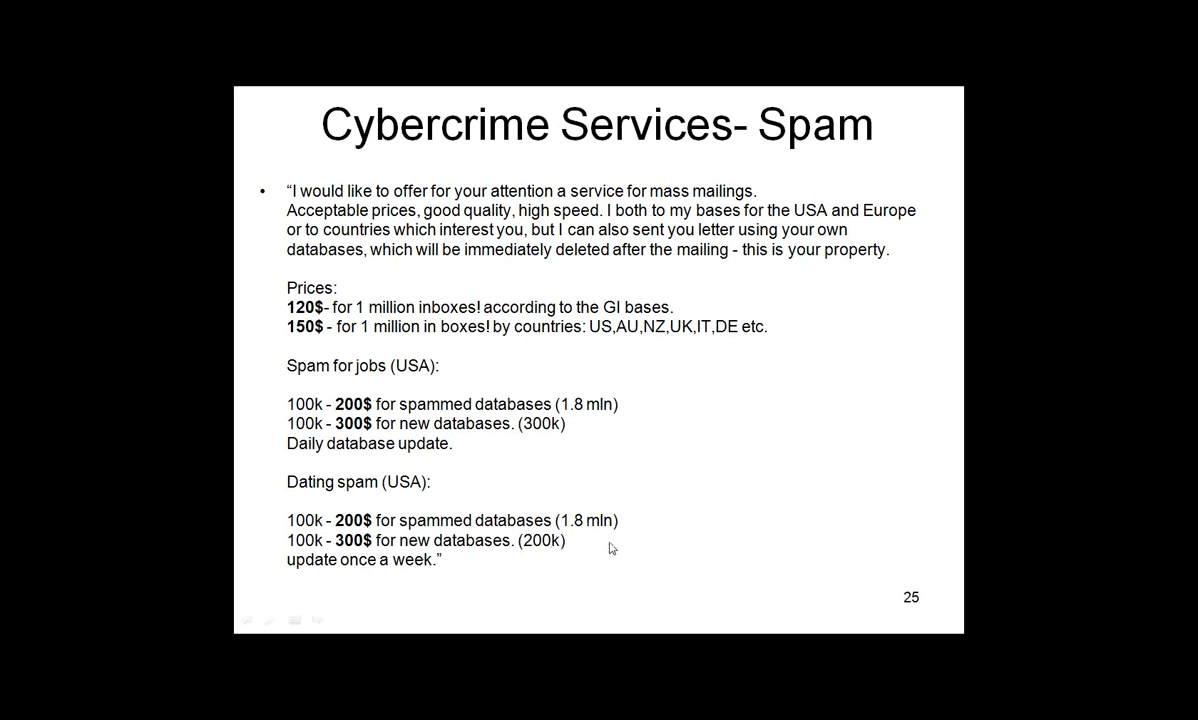 Cybercrime Services- Spam
• “I would like to offer for your attention a service for mass mailings.
Acceptable prices, good quality, high speed. I both to my bases for the USA and Europe
or to countries which interest you, but I can also sent you letter using your own
databases, which will be immediately deleted after the mailing - this is your property.
Prices:
120$- for 1 million inboxes! according to the GI bases.
150$ - for 1 million in boxes! by countries: US,AU,NZ,UK,IT,DE etc.
Spam for jobs (USA):
100k - 200$ for spammed databases (1.8 mln)
100k - 300$ for new databases. (300k)
Daily database update.
Dating spam (USA):
100k - 200$ for spammed databases (1.8 mln)
100k - 300$ for new databases. (200k)
update once a week.”
25